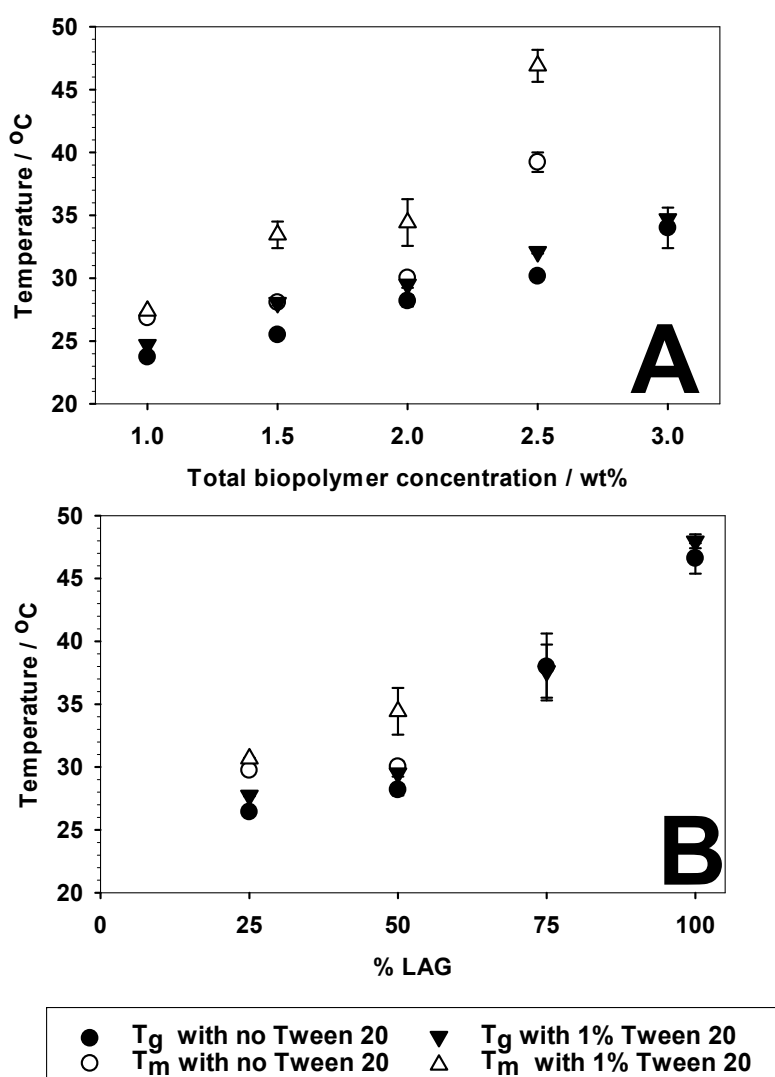 50
45
40
35
30
25
20
Temperature / °C
A
1.0 1.5 2.0 2.5 3.0
Total biopolymer concentration / wt%
50
45
40
35
30
25
20
Temperature / °C
B
0 25 50 75 100
% LAG
Tg with no Tween 20 Tg with 1% Tween 20
Tm with no Tween 20 Tm with 1% Tween 20